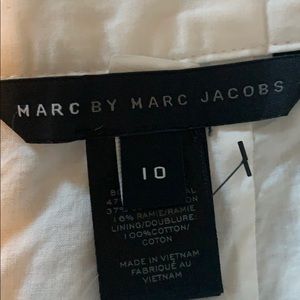 MARC BY MARC JACOBS
10
16% RAMIE/RAMIE
LINING/DOUBLURE
100%COTTON/
COTON
MADE IN VIETNAM
FABRIQUÉ AU
VIETNAM